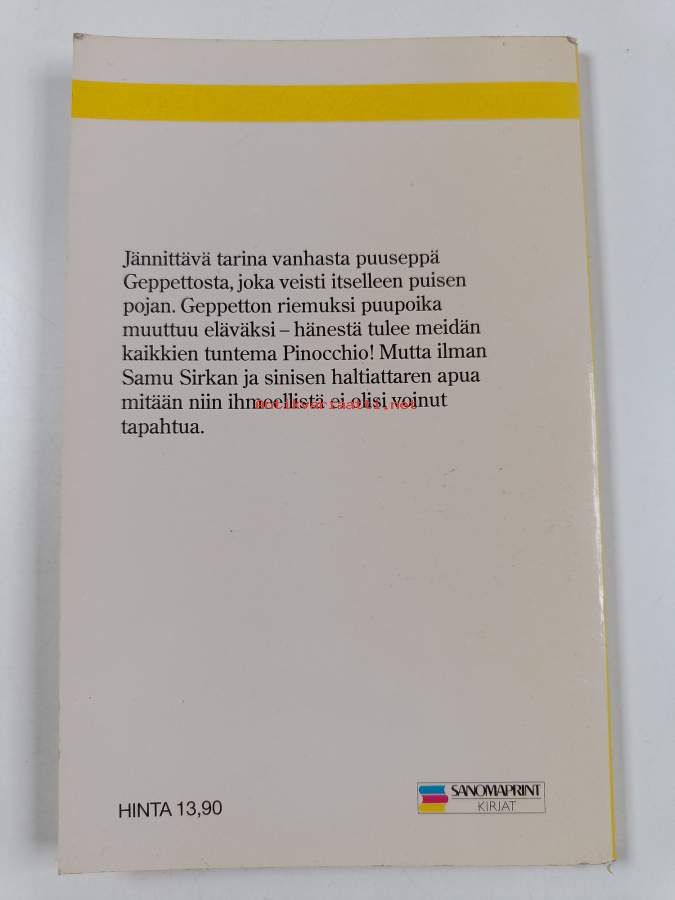 Jännittävä tarina vanhasta puuseppä
Geppettosta, joka veisti itselleen puisen
pojan. Geppetton riemuksi puupoika
muuttuu eläväksi – hänestä tulee meidän
kaikkien tuntema Pinocchio! Mutta ilman
Samu Sirkan ja sinisen haltiattaren apua
mitään niin ihmeellistä ei olisi voinut
antikvariaatti.net
tapahtua.
HINTA 13,90
SANOMAPRINT
KIRJAT